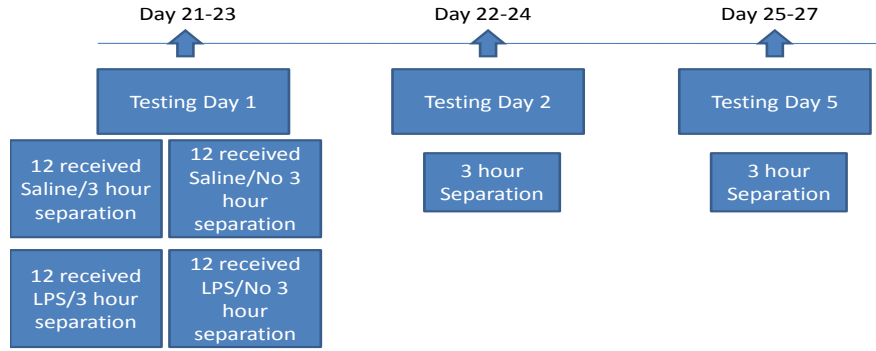 Day 21-23
Day 22-24
Day 25-27
Testing Day 1
Testing Day 2
Testing Day 5
12 received
Saline/3 hour
separation
12 received
Saline/No 3
hour
separation
3 hour
Separation
3 hour
Separation
12 received
LPS/3 hour
separation
12 received
LPS/No 3
hour
separation